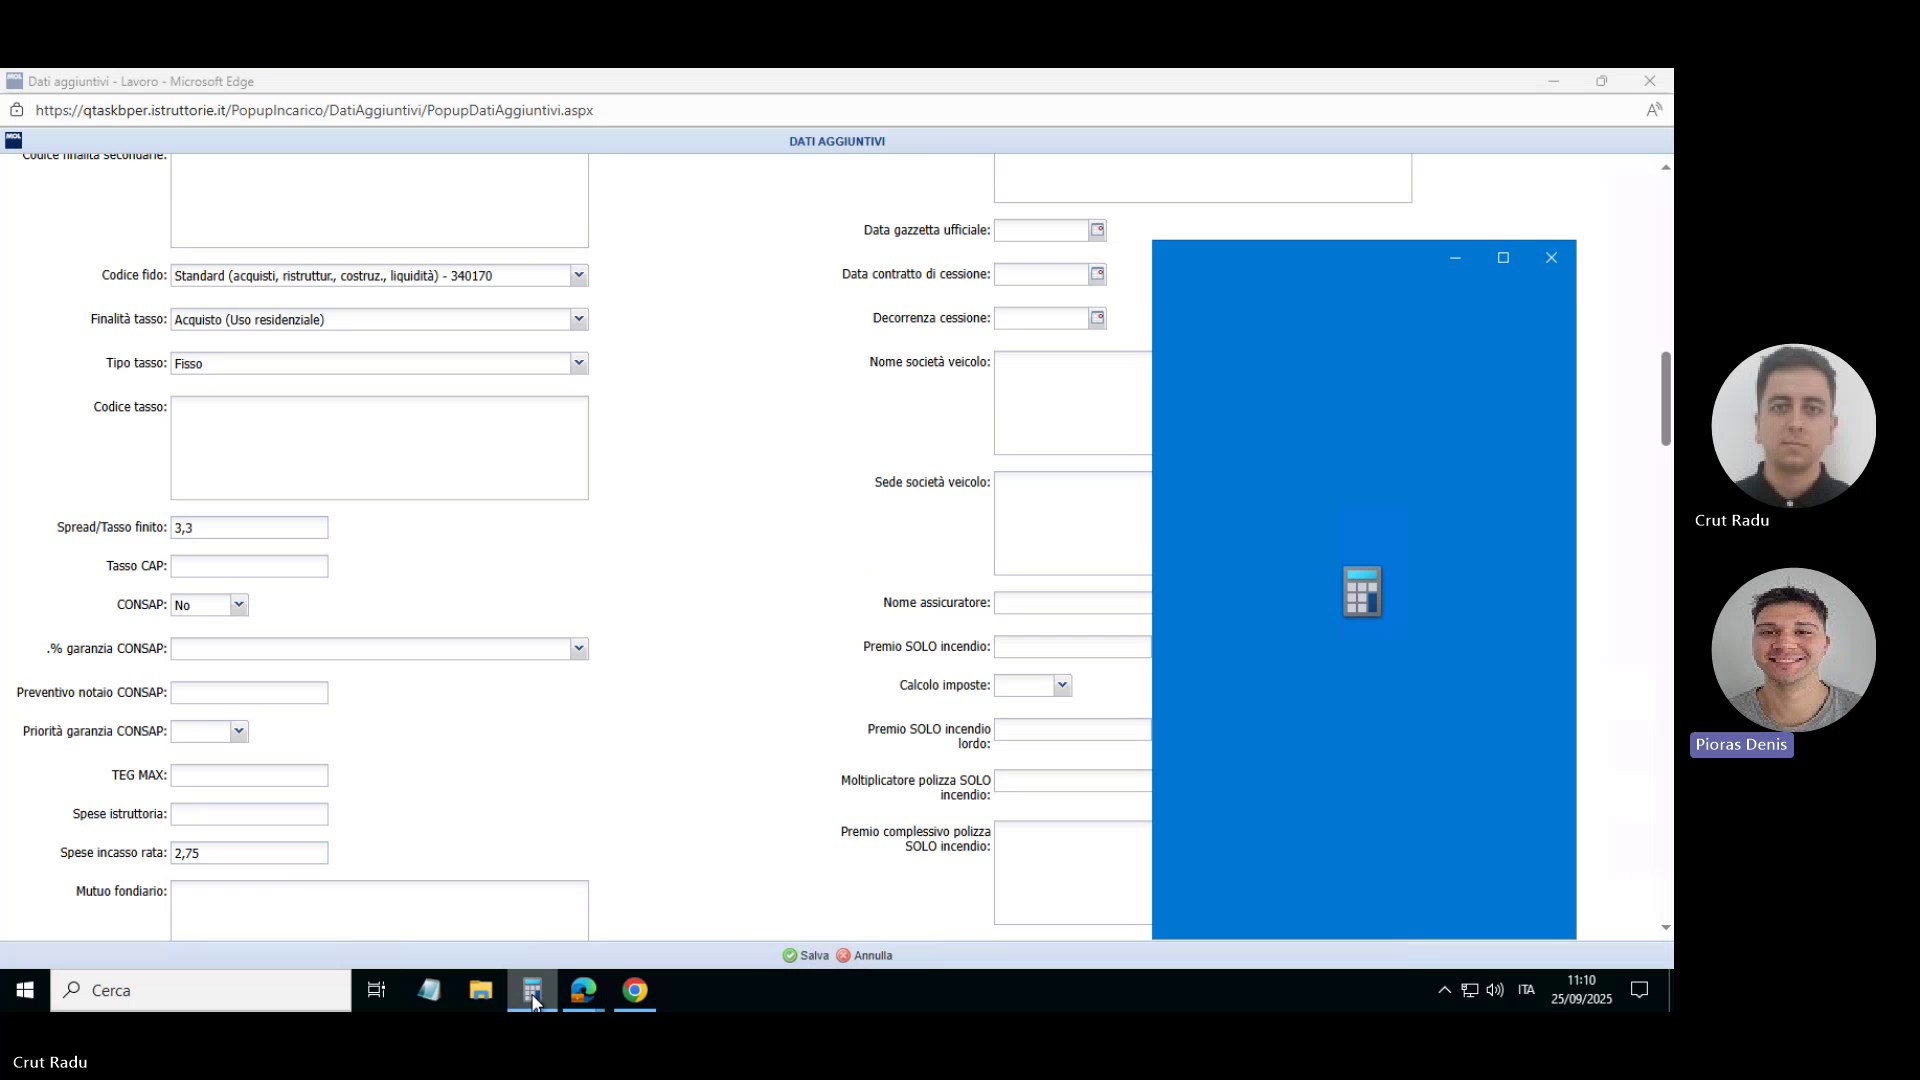 Dati aggiuntivi - Lavoro - Microsoft Edge
https://qtaskbper.istruttorie.it/PopupIncarico/DatiAggiuntivi/PopupDatiAggiuntivi.aspx
DATI AGGIUNTIVI
Codice finalità secondarie:
Codice fido: Standard (acquisti, ristruttur., costruz., liquidità) - 340170
Finalità tasso: Acquisto (Uso residenziale)
Tipo tasso: Fisso
Codice tasso:
Spread/Tasso finito: 3,3
Tasso CAP:
CONSAP: No
.% garanzia CONSAP:
Preventivo notaio CONSAP:
Priorità garanzia CONSAP:
TEG MAX:
Spese istruttoria:
Spese incasso rata: 2,75
Mutuo fondiario:
Data gazzetta ufficiale:
Data contratto di cessione:
Decorrenza cessione:
Nome società veicolo:
Sede società veicolo:
Nome assicuratore:
Premio SOLO incendio:
Calcolo imposte:
Premio SOLO incendio
lordo:
Moltiplicatore polizza SOLO
incendio:
Premio complessivo polizza
SOLO incendio:
Salva Annulla
Cerca
ITA
11:10
25/09/2025
Crut Radu
Pioras Denis
Crut Radu